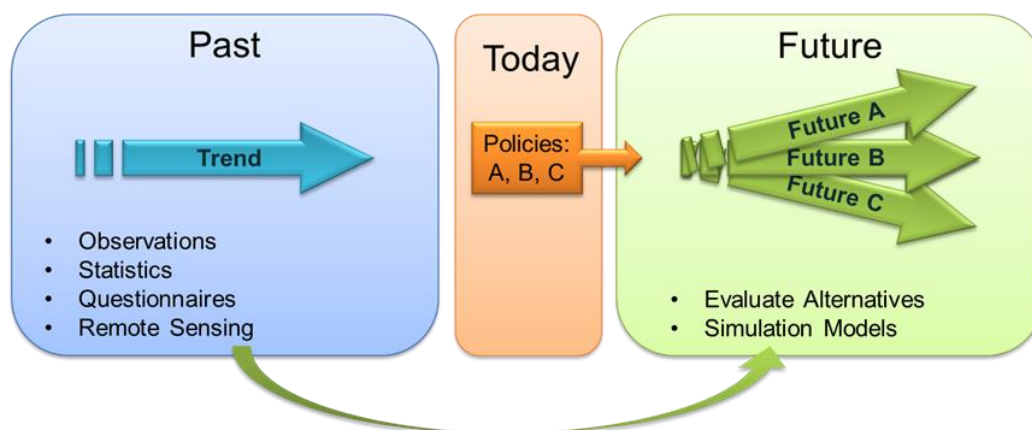 Past
Trend
• Observations
• Statistics
• Questionnaires
• Remote Sensing
Today
Policies:
A, B, C
Future
Future A
Future B
Future C
• Evaluate Alternatives
• Simulation Models